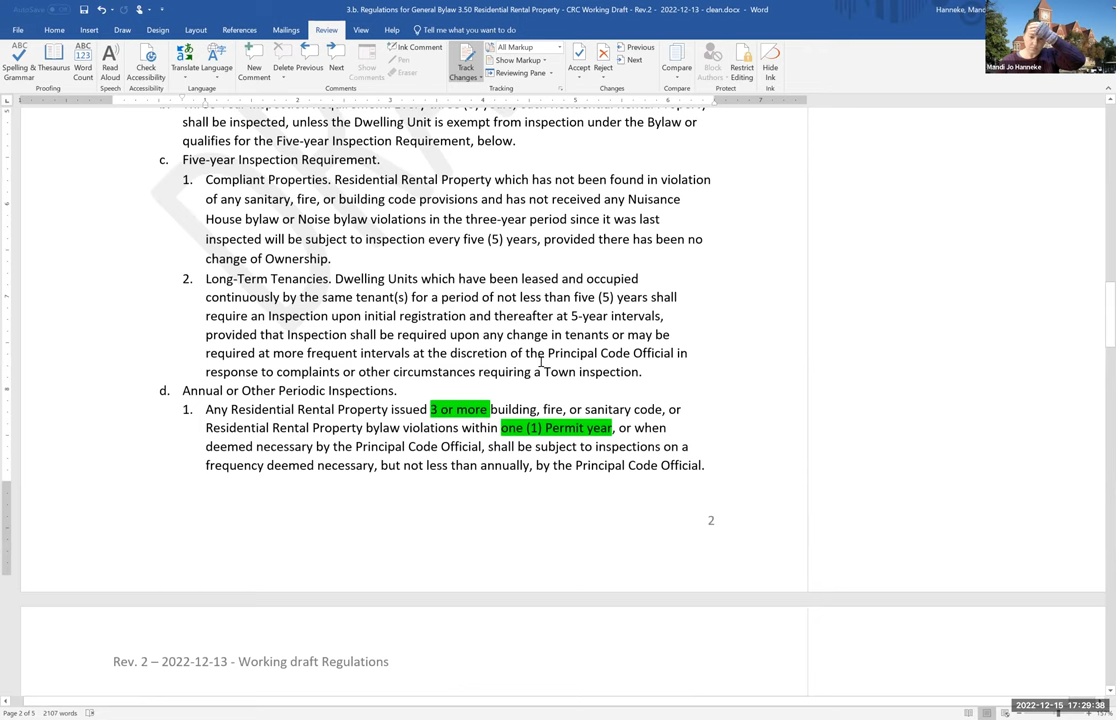 AutoSave
3.b. Regulations for General Bylaw 3.50 Residential Rental Property - CRC Working Draft - Rev.2 - 2022-12-13 - clean.docx - Word
Hanneke, Mand
File Home Insert Draw Design Layout References Mailings Review View Help Tell me what you want to do
Spelling & Grammar Thesaurus Word Count Read Aloud Check Accessibility Translate Language New Comment Delete Previous Next Show Comments Ink Comment Pen Eraser Track Changes All Markup Show Markup Reviewing Pane Accept Reject Previous Next Compare Block Authors Restrict Editing Hide Ink
Proofing Speech Accessibility Language Comments Tracking Changes Compare Protect Ink
Mandi Jo Hanneke
shall be inspected, unless the Dwelling Unit is exempt from inspection under the Bylaw or
qualifies for the Five-year Inspection Requirement, below.
c. Five-year Inspection Requirement.
1. Compliant Properties. Residential Rental Property which has not been found in violation
of any sanitary, fire, or building code provisions and has not received any Nuisance
House bylaw or Noise bylaw violations in the three-year period since it was last
inspected will be subject to inspection every five (5) years, provided there has been no
change of Ownership.
2. Long-Term Tenancies. Dwelling Units which have been leased and occupied
continuously by the same tenant(s) for a period of not less than five (5) years shall
require an Inspection upon initial registration and thereafter at 5-year intervals,
provided that Inspection shall be required upon any change in tenants or may be
required at more frequent intervals at the discretion of the Principal Code Official in
response to complaints or other circumstances requiring a Town inspection.
d. Annual or Other Periodic Inspections.
1. Any Residential Rental Property issued 3 or more building, fire, or sanitary code, or
Residential Rental Property bylaw violations within one (1) Permit year, or when
deemed necessary by the Principal Code Official, shall be subject to inspections on a
frequency deemed necessary, but not less than annually, by the Principal Code Official.
2
Rev. 2 – 2022-12-13 - Working draft Regulations
Page 2 of 5 2107 words
2022-12-15 17:29:38
157%